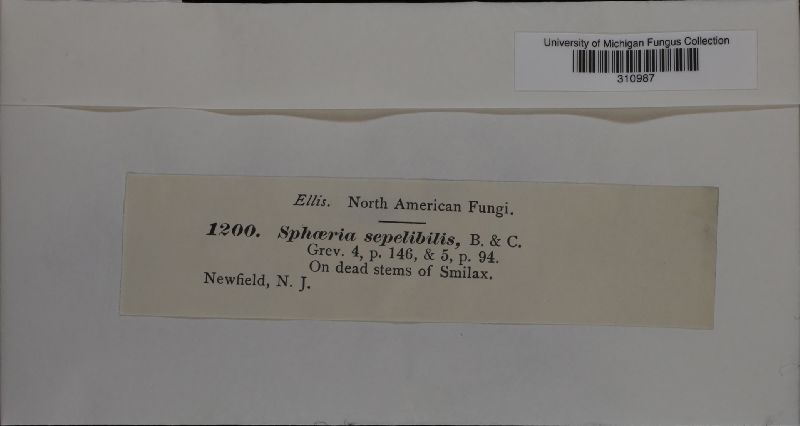 University of Michigan Fungus Collection
310987
Ellis. North American Fungi.
1200. Sphæria sepelibilis, B. & C.
Grev. 4, p. 146, & 5, p. 94.
On dead stems of Smilax.
Newfield, N. J.